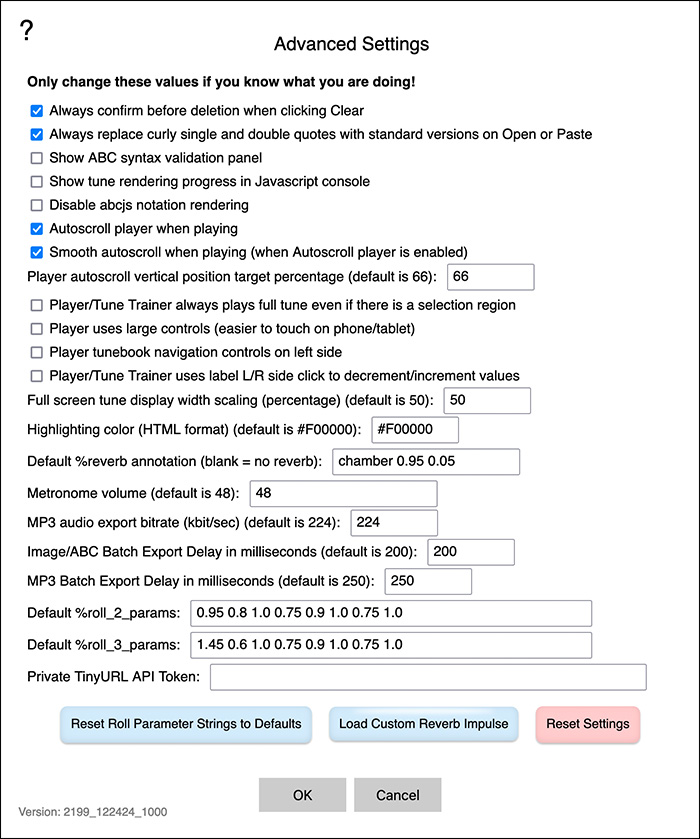 ?
Advanced Settings
Only change these values if you know what you are doing!
Always confirm before deletion when clicking Clear
Always replace curly single and double quotes with standard versions on Open or Paste
Show ABC syntax validation panel
Show tune rendering progress in Javascript console
Disable abcjs notation rendering
Autoscroll player when playing
Smooth autoscroll when playing (when Autoscroll player is enabled)
Player autoscroll vertical position target percentage (default is 66): 66
Player/Tune Trainer always plays full tune even if there is a selection region
Player uses large controls (easier to touch on phone/tablet)
Player tunebook navigation controls on left side
Player/Tune Trainer uses label L/R side click to decrement/increment values
Full screen tune display width scaling (percentage) (default is 50): 50
Highlighting color (HTML format) (default is #F00000): #F00000
Default %reverb annotation (blank = no reverb): chamber 0.95 0.05
Metronome volume (default is 48): 48
MP3 audio export bitrate (kbit/sec) (default is 224): 224
Image/ABC Batch Export Delay in milliseconds (default is 200): 200
MP3 Batch Export Delay in milliseconds (default is 250): 250
Default %roll_2_params: 0.95 0.8 1.0 0.75 0.9 1.0 0.75 1.0
Default %roll_3_params: 1.45 0.6 1.0 0.75 0.9 1.0 0.75 1.0
Private TinyURL API Token:
Reset Roll Parameter Strings to Defaults Load Custom Reverb Impulse Reset Settings
OK Cancel
Version: 2199_122424_1000